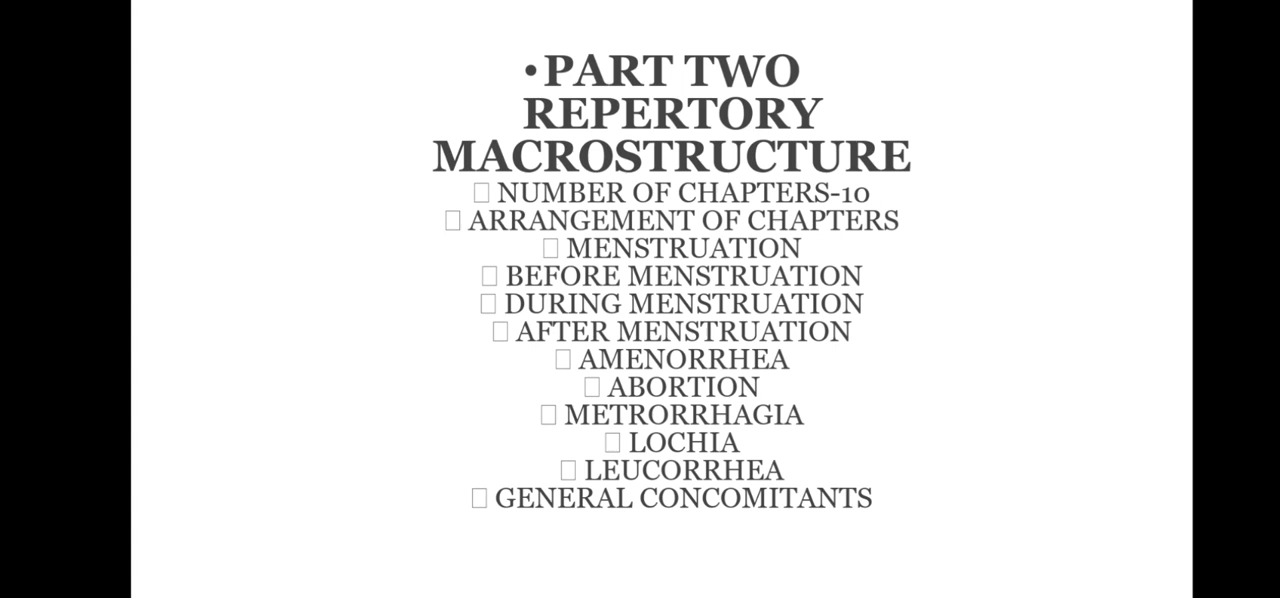 •PART TWO
REPERTORY
MACROSTRUCTURE
NUMBER OF CHAPTERS-10
ARRANGEMENT OF CHAPTERS
MENSTRUATION
BEFORE MENSTRUATION
DURING MENSTRUATION
AFTER MENSTRUATION
AMENORRHEA
ABORTION
METRORRHAGIA
LOCHIA
LEUCORRHEA
GENERAL CONCOMITANTS